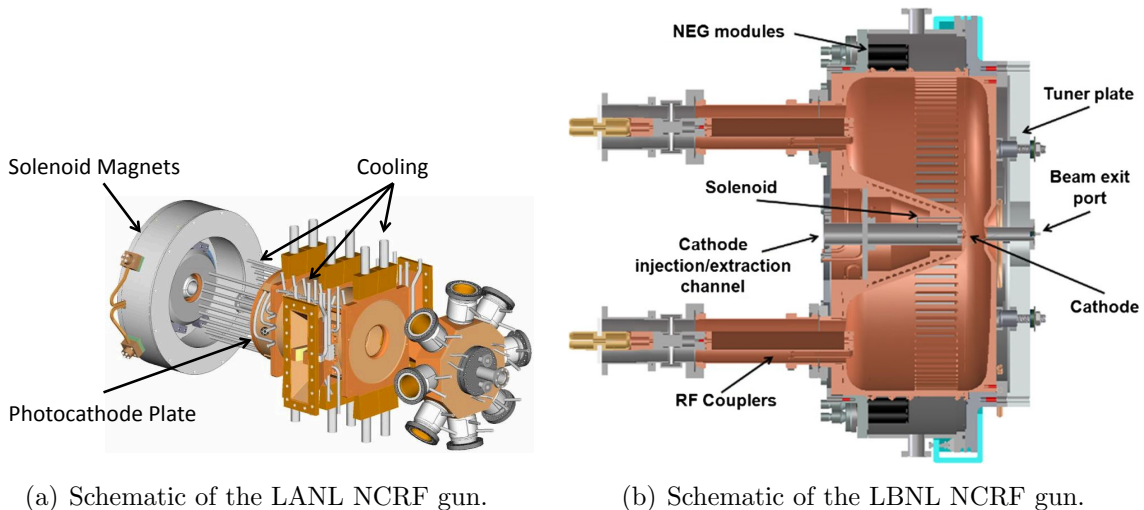 Solenoid Magnets
Cooling
Photocathode Plate
(a) Schematic of the LANL NCRF gun.
NEG modules
Tuner plate
Solenoid
Beam exit
port
Cathode
injection/extraction
channel
Cathode
RF Couplers
(b) Schematic of the LBNL NCRF gun.